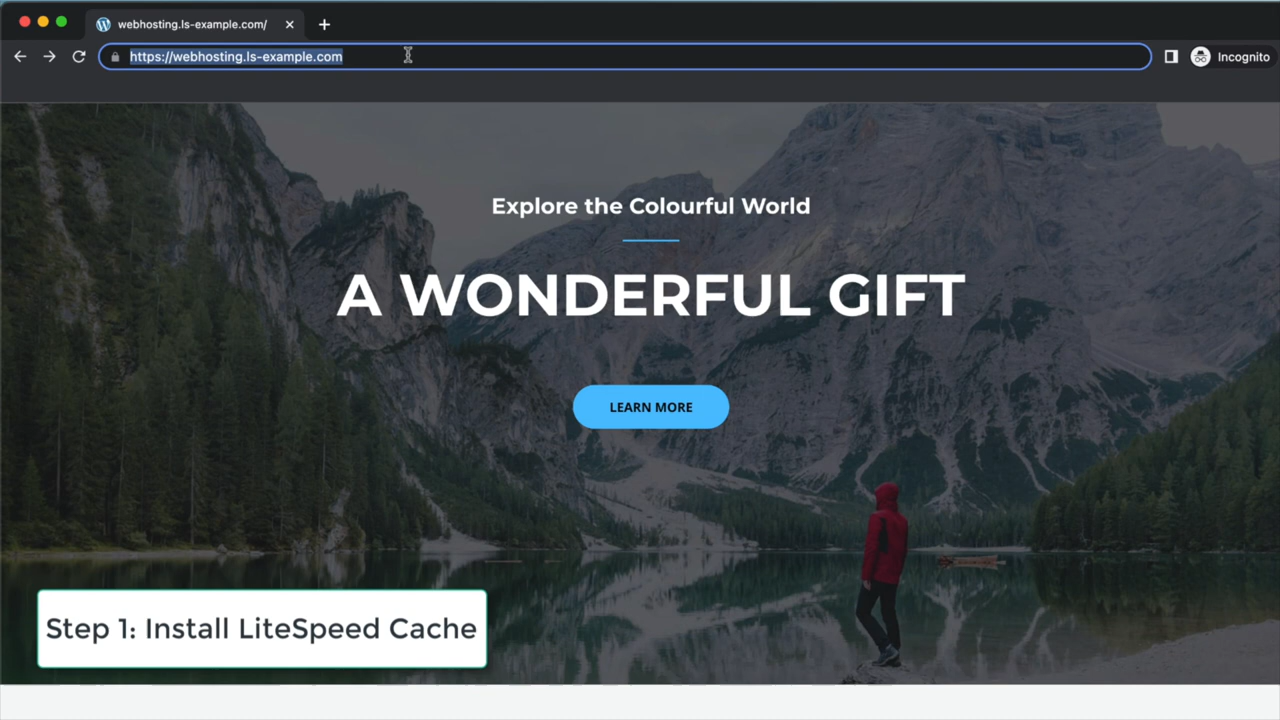 webhosting.ls-example.com/
https://webhosting.ls-example.com
Incognito
Explore the Colourful World
A WONDERFUL GIFT
LEARN MORE
Step 1: Install LiteSpeed Cache